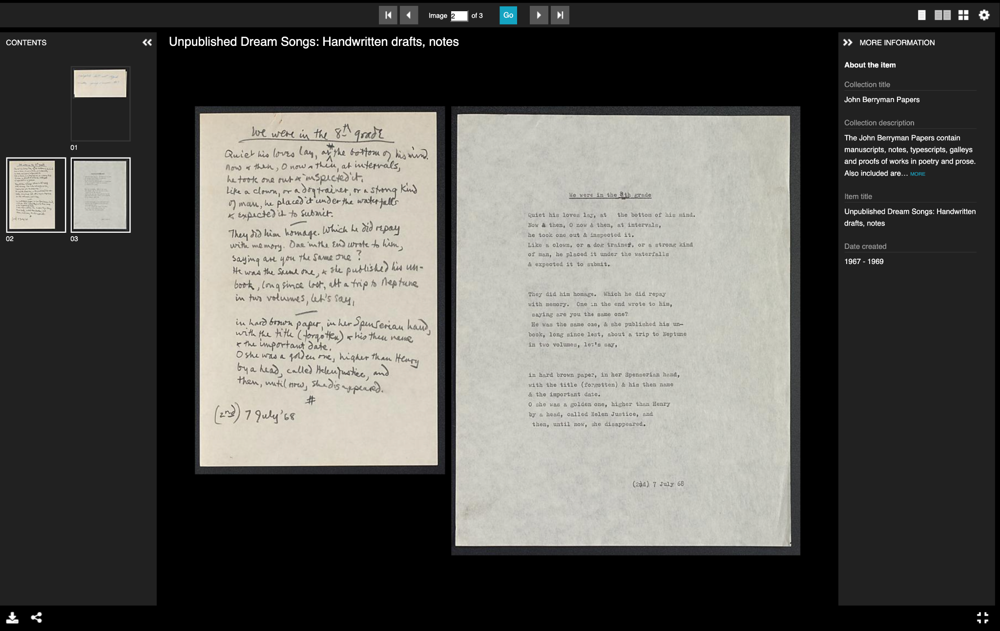 Image 2 of 3 Go
CONTENTS
01
02
03
Unpublished Dream Songs: Handwritten drafts, notes
We were in the 8th grade
Quiet his loves lay, at # the bottom of his mind.
Now & then, O now & then, at intervals,
he took one out & inspected it.
Like a clown, or a dog trainer, or a strong kind
of man, he placed it under the waterfalls
& expected it to submit.
They did him homage. Which he did repay
with memory. One in the end wrote to him,
saying are you the same one?
He was the same one, & she published his un-
book, long since lost, abt a trip to Neptune
in two volumes, let's say,
in hard brown paper, in her Spenserian hand,
with the title (forgotten) & his then name
& the important date.
O she was a golden one, higher than Henry
by a head, called Helen Justice, and
then, until now, she disappeared.
#
(2nd) 7 July '68
We were in the 8th grade
Quiet his loves lay, at the bottom of his mind.
Now & then, O now & then, at intervals,
he took one out & inspected it.
Like a clown, or a dog trainer, or a strong kind
of man, he placed it under the waterfalls
& expected it to submit.
They did him homage. Which he did repay
with memory. One in the end wrote to him,
saying are you the same one?
He was the same one, & she published his un-
book, long since lost, about a trip to Neptune
in two volumes, let's say,
in hard brown paper, in her Spenserian hand,
with the title (forgotten) & his then name
& the important date.
O she was a golden one, higher than Henry
by a head, called Helen Justice, and
then, until now, she disappeared.
(2nd) 7 July 68
MORE INFORMATION
About the item
Collection title
John Berryman Papers
Collection description
The John Berryman Papers contain
manuscripts, notes, typescripts, galleys
and proofs of works in poetry and prose.
Also included are... MORE
Item title
Unpublished Dream Songs: Handwritten
drafts, notes
Date created
1967 - 1969